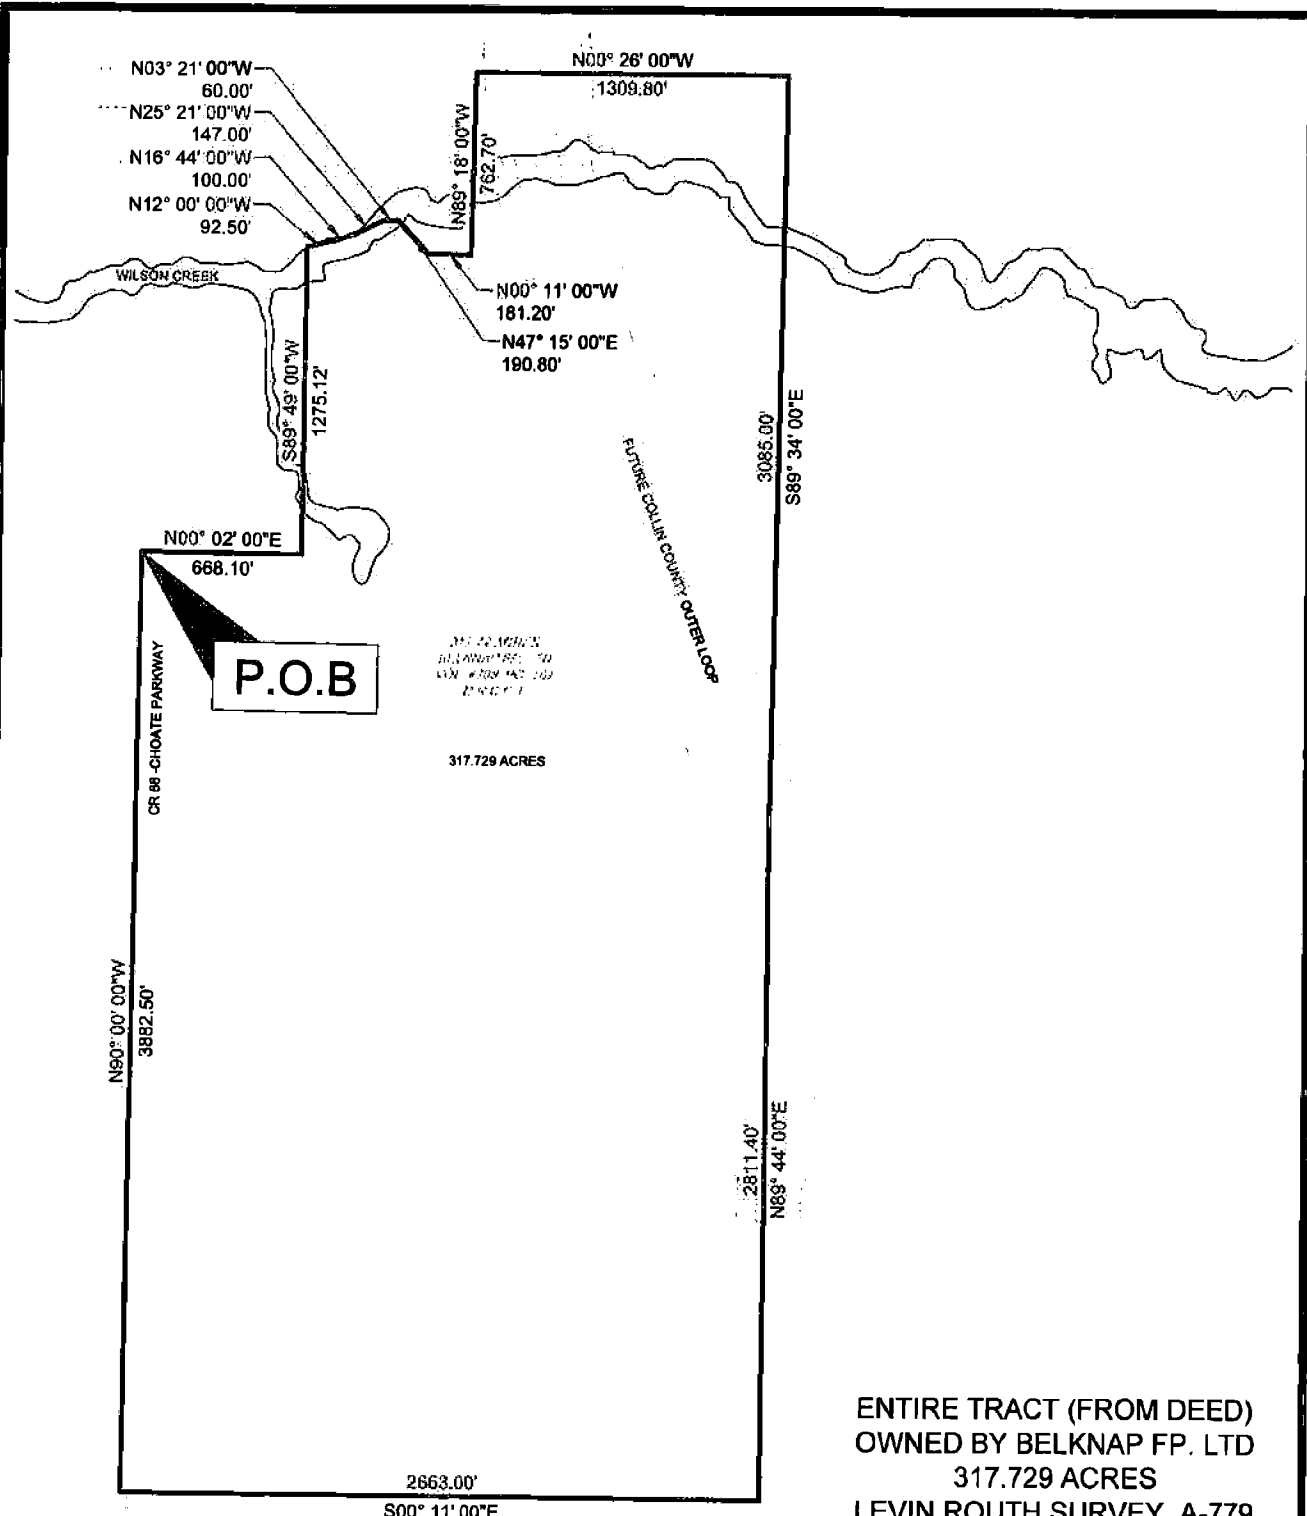 N03° 21' 00"W
60.00'
N25° 21' 00"W
147.00'
N16° 44' 00"W
100.00'
N12° 00' 00"W
92.50'
N00° 26' 00"W
1309.80'
N89° 18' 00"W
762.70'
WILSON CREEK
N00° 11' 00"W
181.20'
N47° 15' 00"E
190.80'
S89° 49' 00"W
1275.12'
3085.00'
S89° 34' 00"E
FUTURE COLLIN COUNTY OUTER LOOP
N00° 02' 00"E
668.10'
P.O.B
CR 88 -CHOATE PARKWAY
317.729 ACRES
N90° 00' 00"W
3882.50'
2811.40'
N89° 44' 00"E
2663.00'
S00° 11' 00"E
ENTIRE TRACT (FROM DEED)
OWNED BY BELKNAP FP. LTD
317.729 ACRES
LEVIN ROUTH SURVEY, A-779